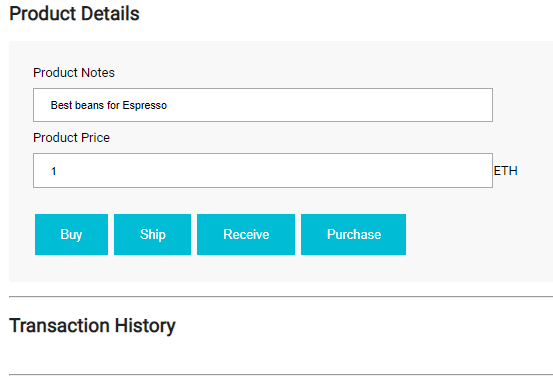 Product Details
Product Notes
Best beans for Espresso
Product Price
1 ETH
Buy Ship Receive Purchase
Transaction History